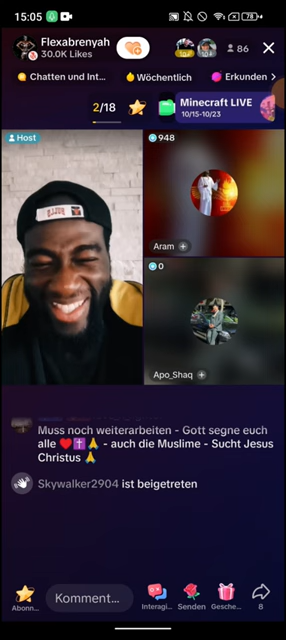 15:05
78
Flexabrenyah
30.0K Likes
86
Chatten und Int...
Wöchentlich
Erkunden
2/18
Minecraft LIVE
10/15-10/23
Host
948
Aram
0
Apo_Shaq
Muss noch weiterarbeiten - Gott segne euch
alle ❤️✝️🙏 - auch die Muslime - Sucht Jesus
Christus 🙏
Skywalker2904 ist beigetreten
Abonn...
Komment...
Interagi...
Senden
Gesche...
8